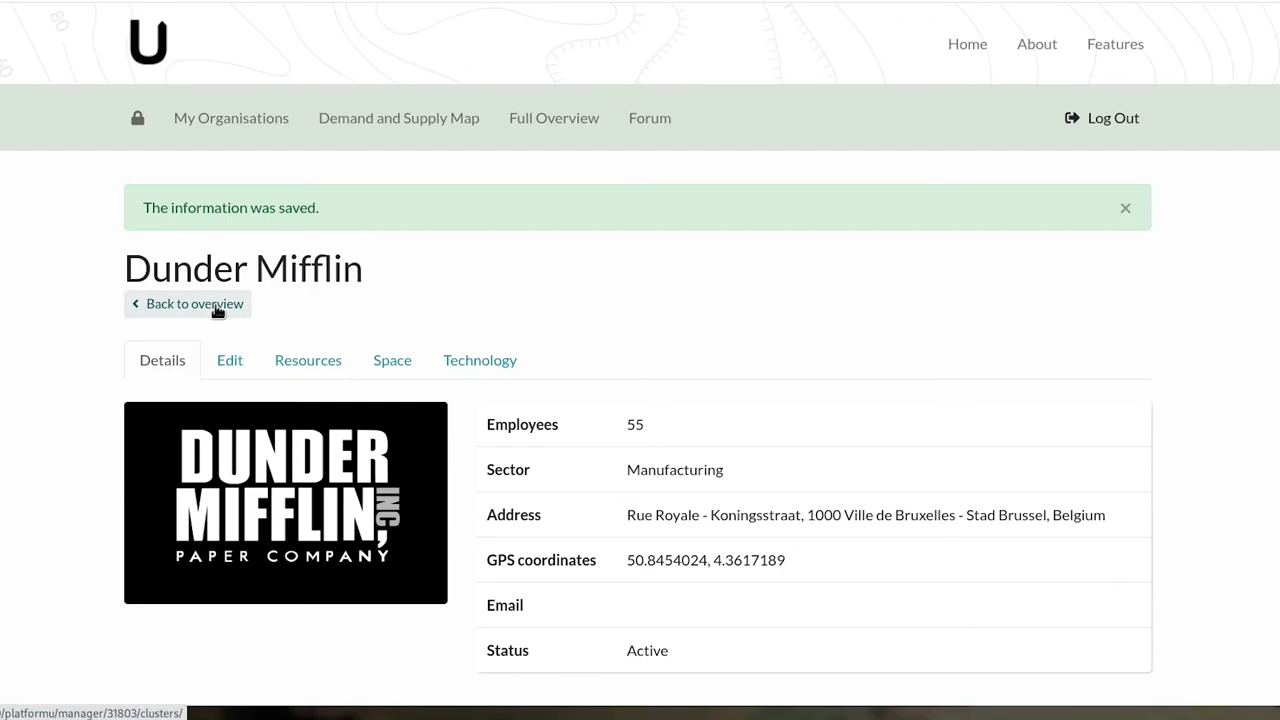 80
60
U
Home About Features
My Organisations Demand and Supply Map Full Overview Forum Log Out
The information was saved. ×
Dunder Mifflin
Back to overview
Details Edit Resources Space Technology
DUNDER
MIFFLIN, INC
PAPER COMPANY
Employees 55
Sector Manufacturing
Address Rue Royale - Koningsstraat, 1000 Ville de Bruxelles - Stad Brussel, Belgium
GPS coordinates 50.8454024, 4.3617189
Email
Status Active
/platformu/manager/31803/clusters/